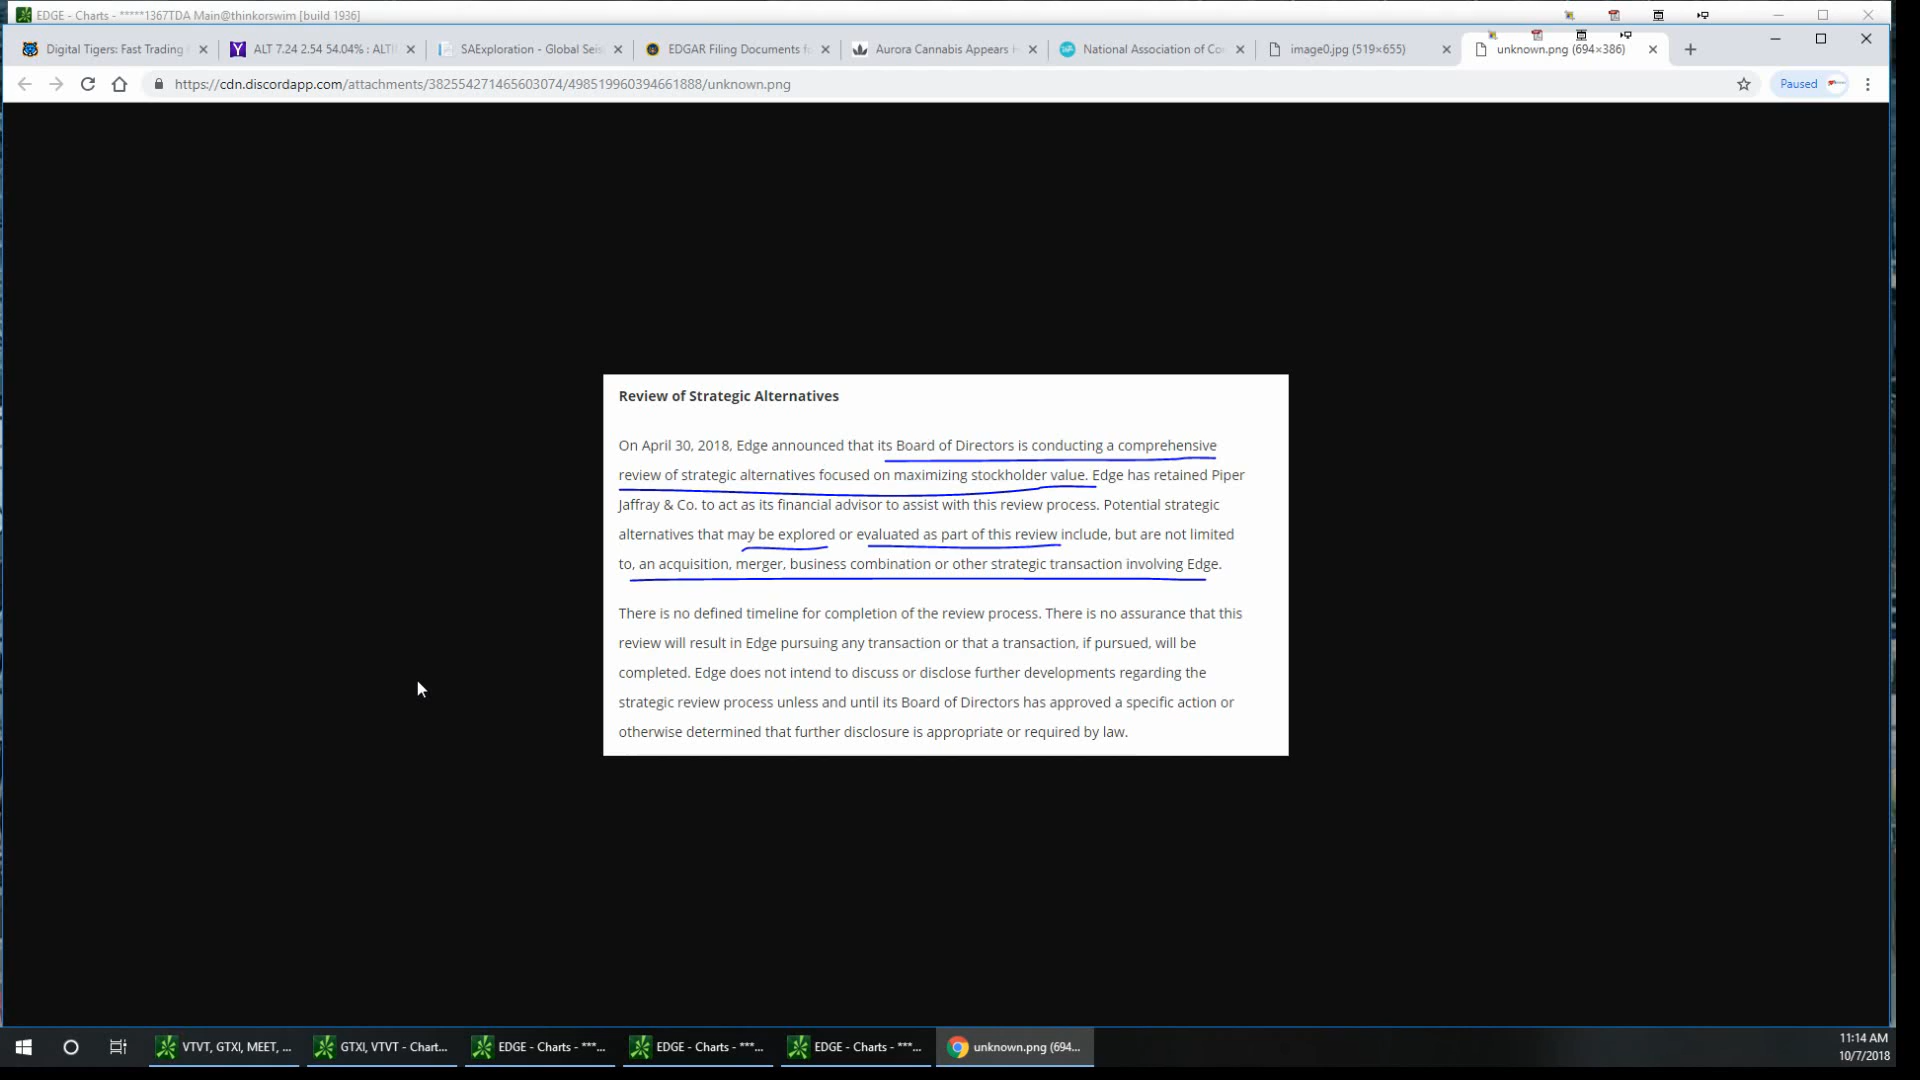 EDGE - Charts - *****1367TDA Main@thinkorswim [build 1936]
Digital Tigers: Fast Trading
ALT 7.24 2.54 54.04% : ALTI
SAExploration - Global Seis
EDGAR Filing Documents f
Aurora Cannabis Appears H
National Association of Co
image0.jpg (519×655)
unknown.png (694×386)
https://cdn.discordapp.com/attachments/382554271465603074/498519960394661888/unknown.png
Paused
Review of Strategic Alternatives
On April 30, 2018, Edge announced that its Board of Directors is conducting a comprehensive
review of strategic alternatives focused on maximizing stockholder value. Edge has retained Piper
Jaffray & Co. to act as its financial advisor to assist with this review process. Potential strategic
alternatives that may be explored or evaluated as part of this review include, but are not limited
to, an acquisition, merger, business combination or other strategic transaction involving Edge.
There is no defined timeline for completion of the review process. There is no assurance that this
review will result in Edge pursuing any transaction or that a transaction, if pursued, will be
completed. Edge does not intend to discuss or disclose further developments regarding the
strategic review process unless and until its Board of Directors has approved a specific action or
otherwise determined that further disclosure is appropriate or required by law.
VTVT, GTXI, MEET, ...
GTXI, VTVT - Chart...
EDGE - Charts - ***...
EDGE - Charts - ***...
EDGE - Charts - ***...
unknown.png (694...
11:14 AM
10/7/2018